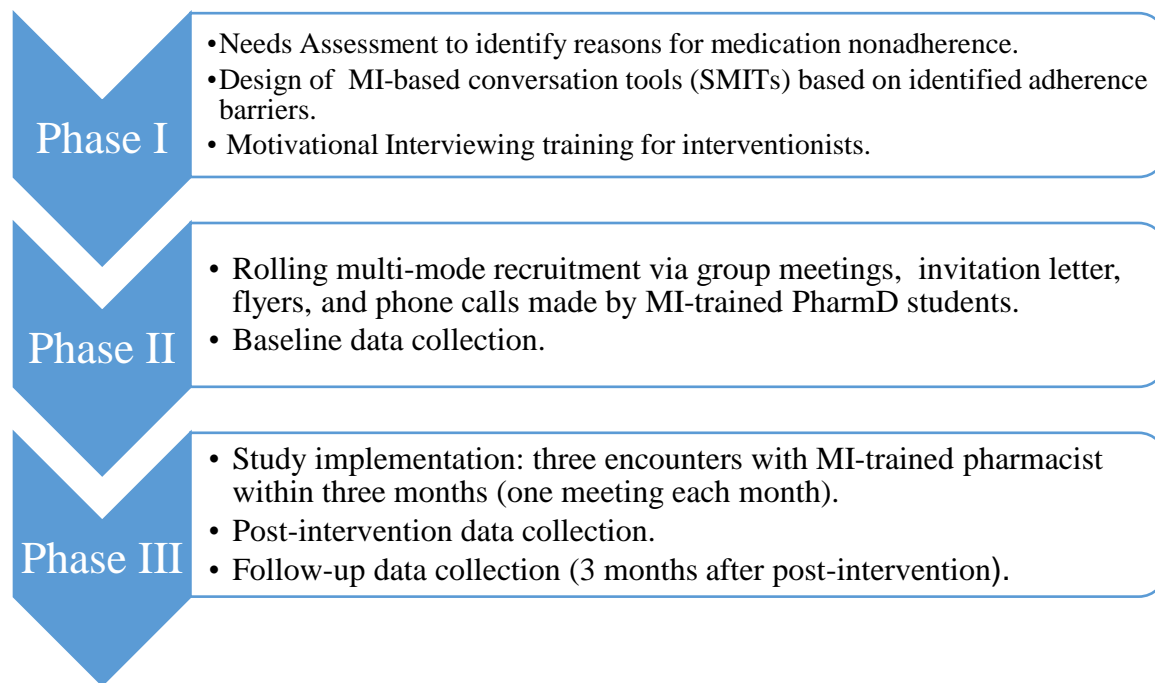 Phase I
•Needs Assessment to identify reasons for medication nonadherence.
•Design of MI-based conversation tools (SMITs) based on identified adherence
barriers.
• Motivational Interviewing training for interventionists.
Phase II
• Rolling multi-mode recruitment via group meetings, invitation letter,
flyers, and phone calls made by MI-trained PharmD students.
• Baseline data collection.
Phase III
• Study implementation: three encounters with MI-trained pharmacist
within three months (one meeting each month).
• Post-intervention data collection.
• Follow-up data collection (3 months after post-intervention).